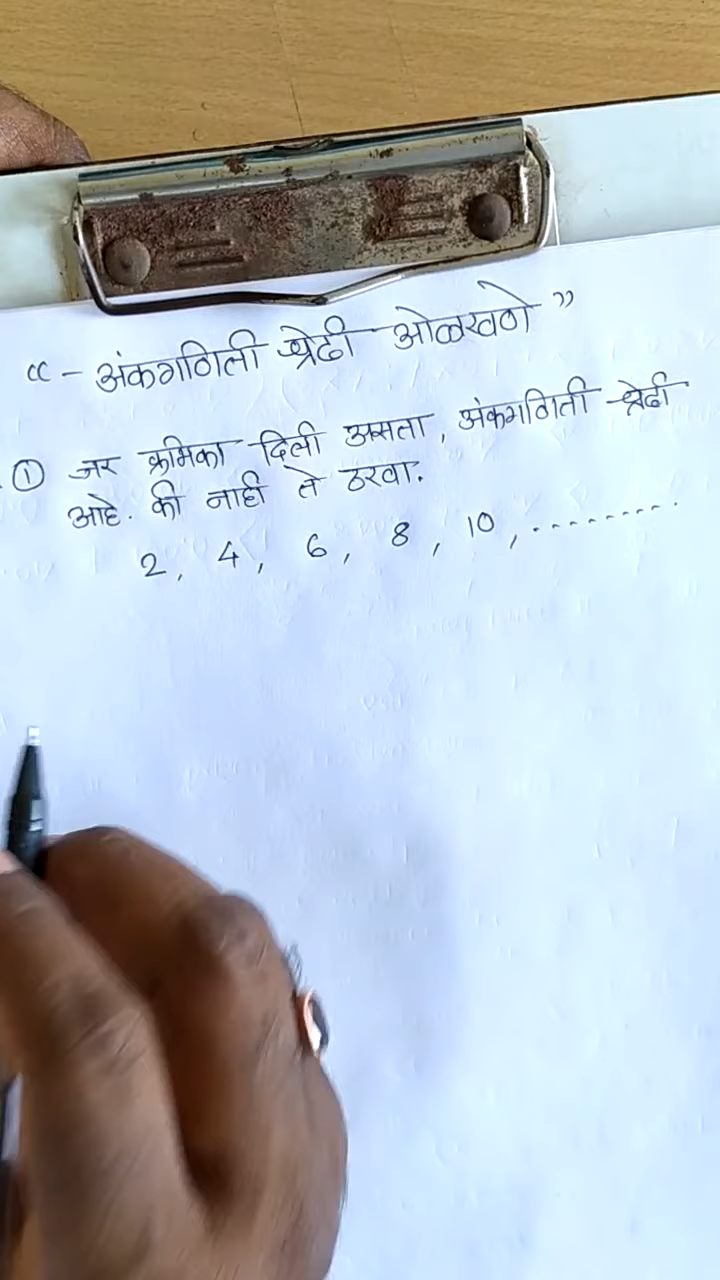 “ - अंकगणिती श्रेढी ओळखणे ”
① जर क्रमिका दिली असता, अंकगणिती श्रेढी
आहे. की नाही ते ठरवा.
2, 4, 6, 8, 10, ........